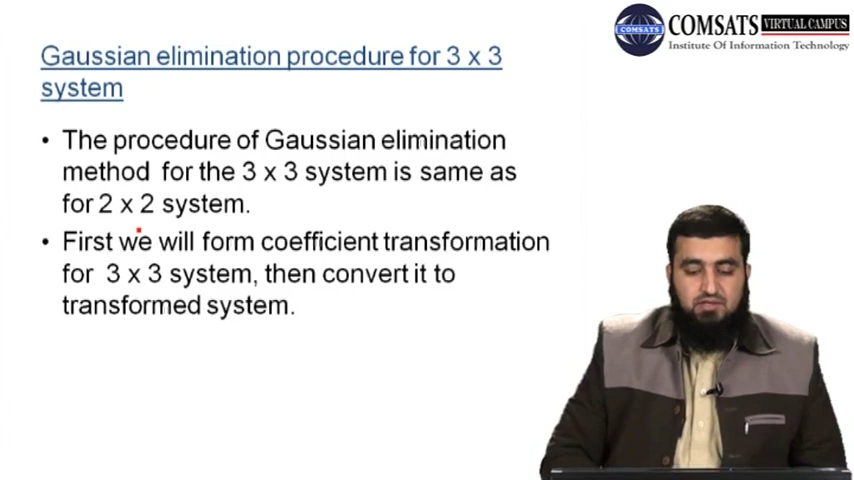 COMSATS VIRTUAL CAMPUS
Institute Of Information Technology
Gaussian elimination procedure for 3 x 3
system
• The procedure of Gaussian elimination
method for the 3 x 3 system is same as
for 2 x 2 system.
• First we will form coefficient transformation
for 3 x 3 system, then convert it to
transformed system.